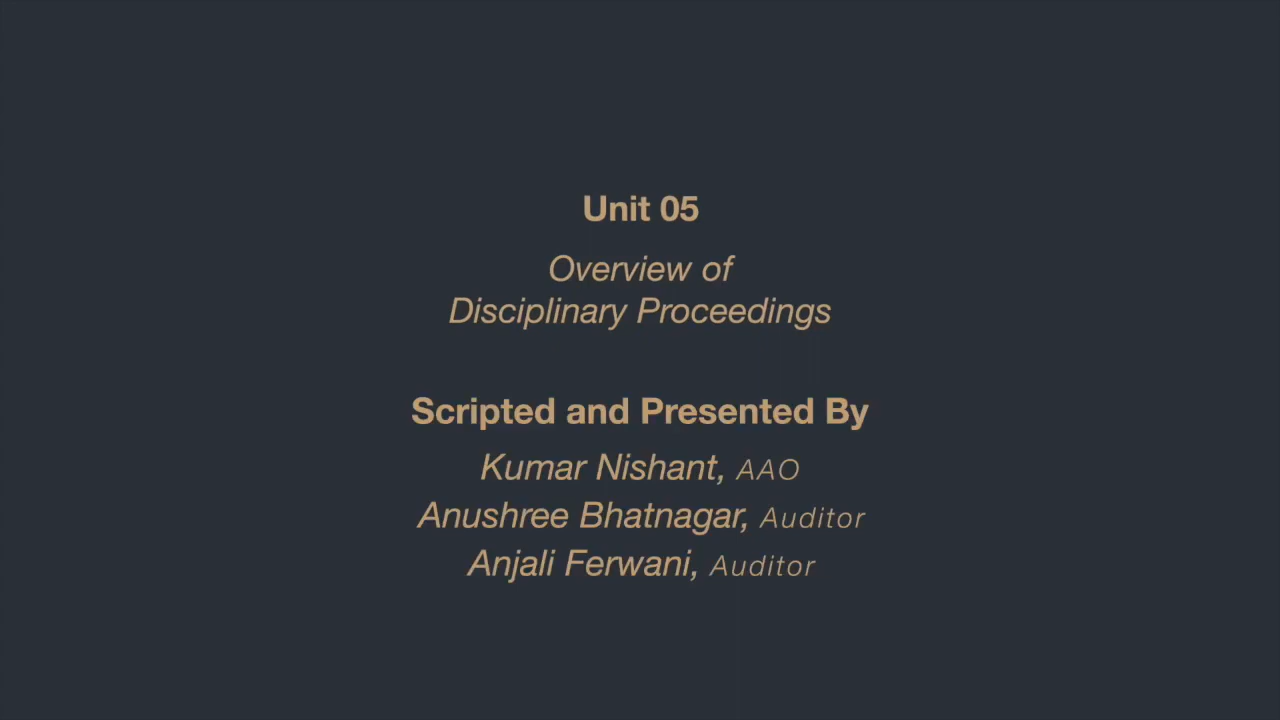 Unit 05
Overview of
Disciplinary Proceedings
Scripted and Presented By
Kumar Nishant, AAO
Anushree Bhatnagar, Auditor
Anjali Ferwani, Auditor